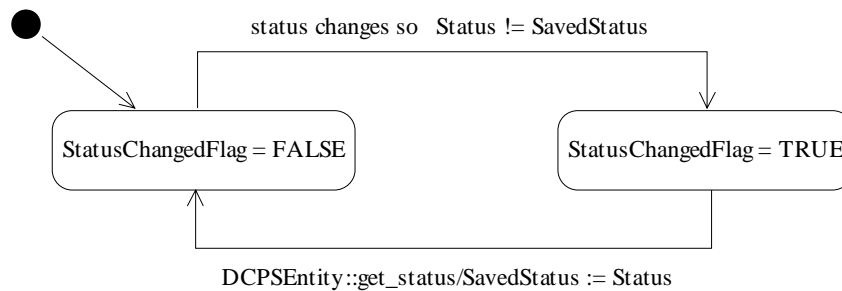 status changes so Status != SavedStatus
StatusChangedFlag = FALSE
StatusChangedFlag = TRUE
DCPSEntity::get_status/SavedStatus := Status